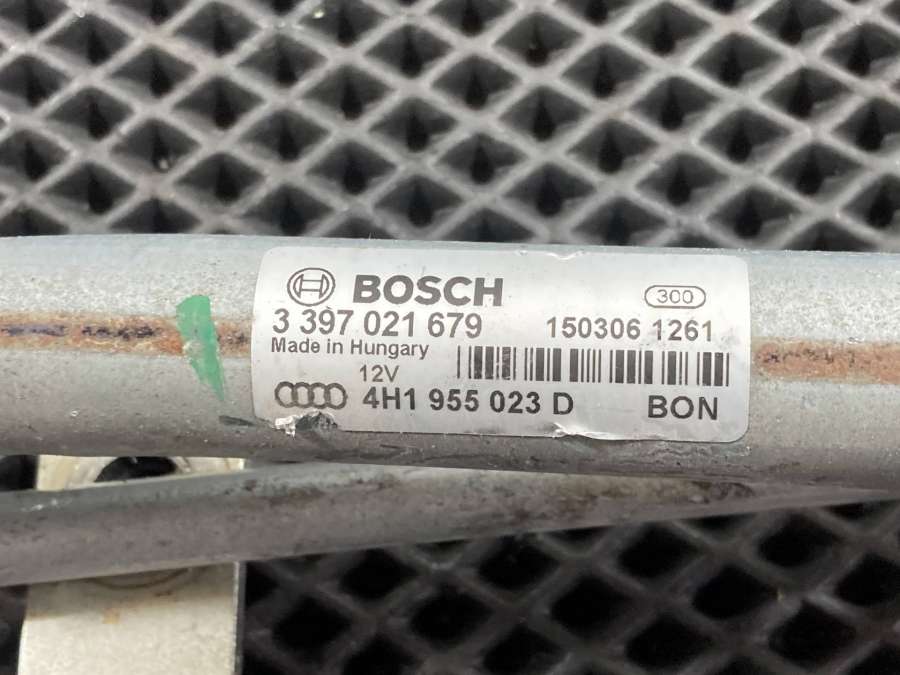 BOSCH 300
3 397 021 679 150306 1261
Made in Hungary
12V
4H1 955 023 D BON